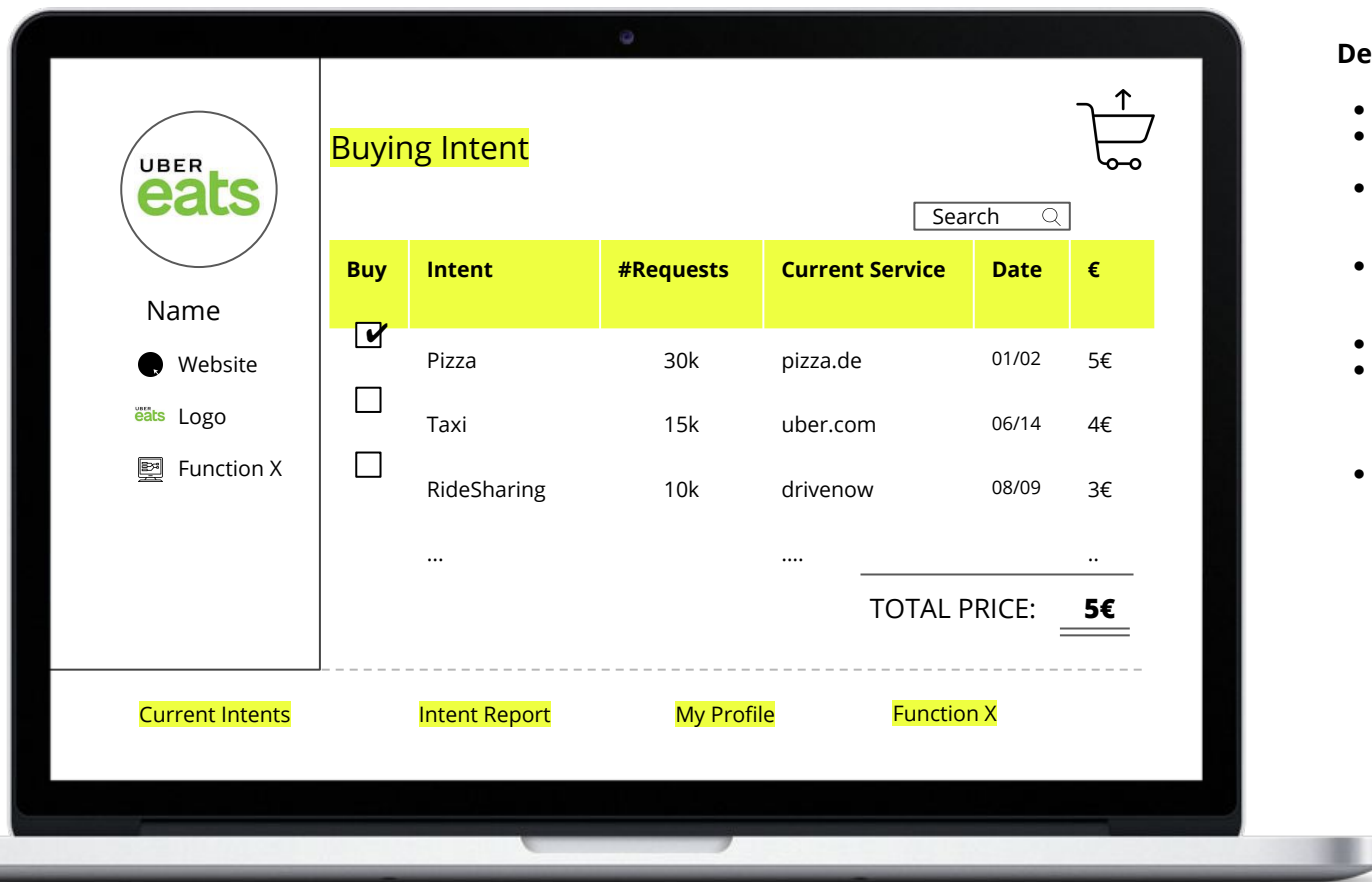 De
UBER
eats
Name
Website
UBER
eats
Logo
Function X
Buying Intent
Search
Buy Intent #Requests Current Service Date €
Pizza 30k pizza.de 01/02 5€
Taxi 15k uber.com 06/14 4€
RideSharing 10k drivenow 08/09 3€
... .... ..
TOTAL PRICE: 5€
Current Intents Intent Report My Profile Function X